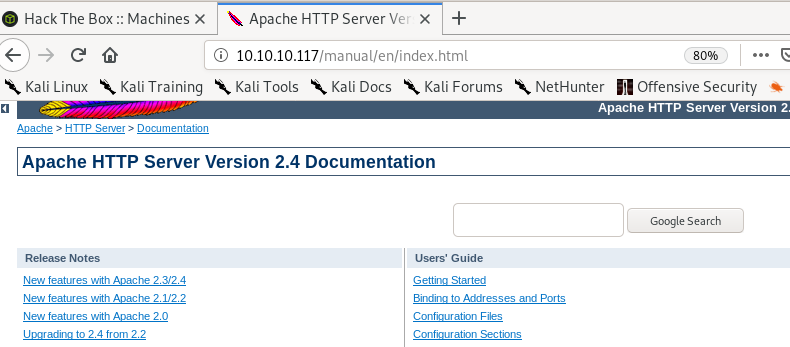 Hack The Box :: Machines Apache HTTP Server Ver
10.10.10.117/manual/en/index.html 80%
Kali Linux Kali Training Kali Tools Kali Docs Kali Forums NetHunter Offensive Security
Apache HTTP Server Version 2.
Apache > HTTP Server > Documentation
Apache HTTP Server Version 2.4 Documentation
Google Search
Release Notes
New features with Apache 2.3/2.4
New features with Apache 2.1/2.2
New features with Apache 2.0
Upgrading to 2.4 from 2.2
Users' Guide
Getting Started
Binding to Addresses and Ports
Configuration Files
Configuration Sections